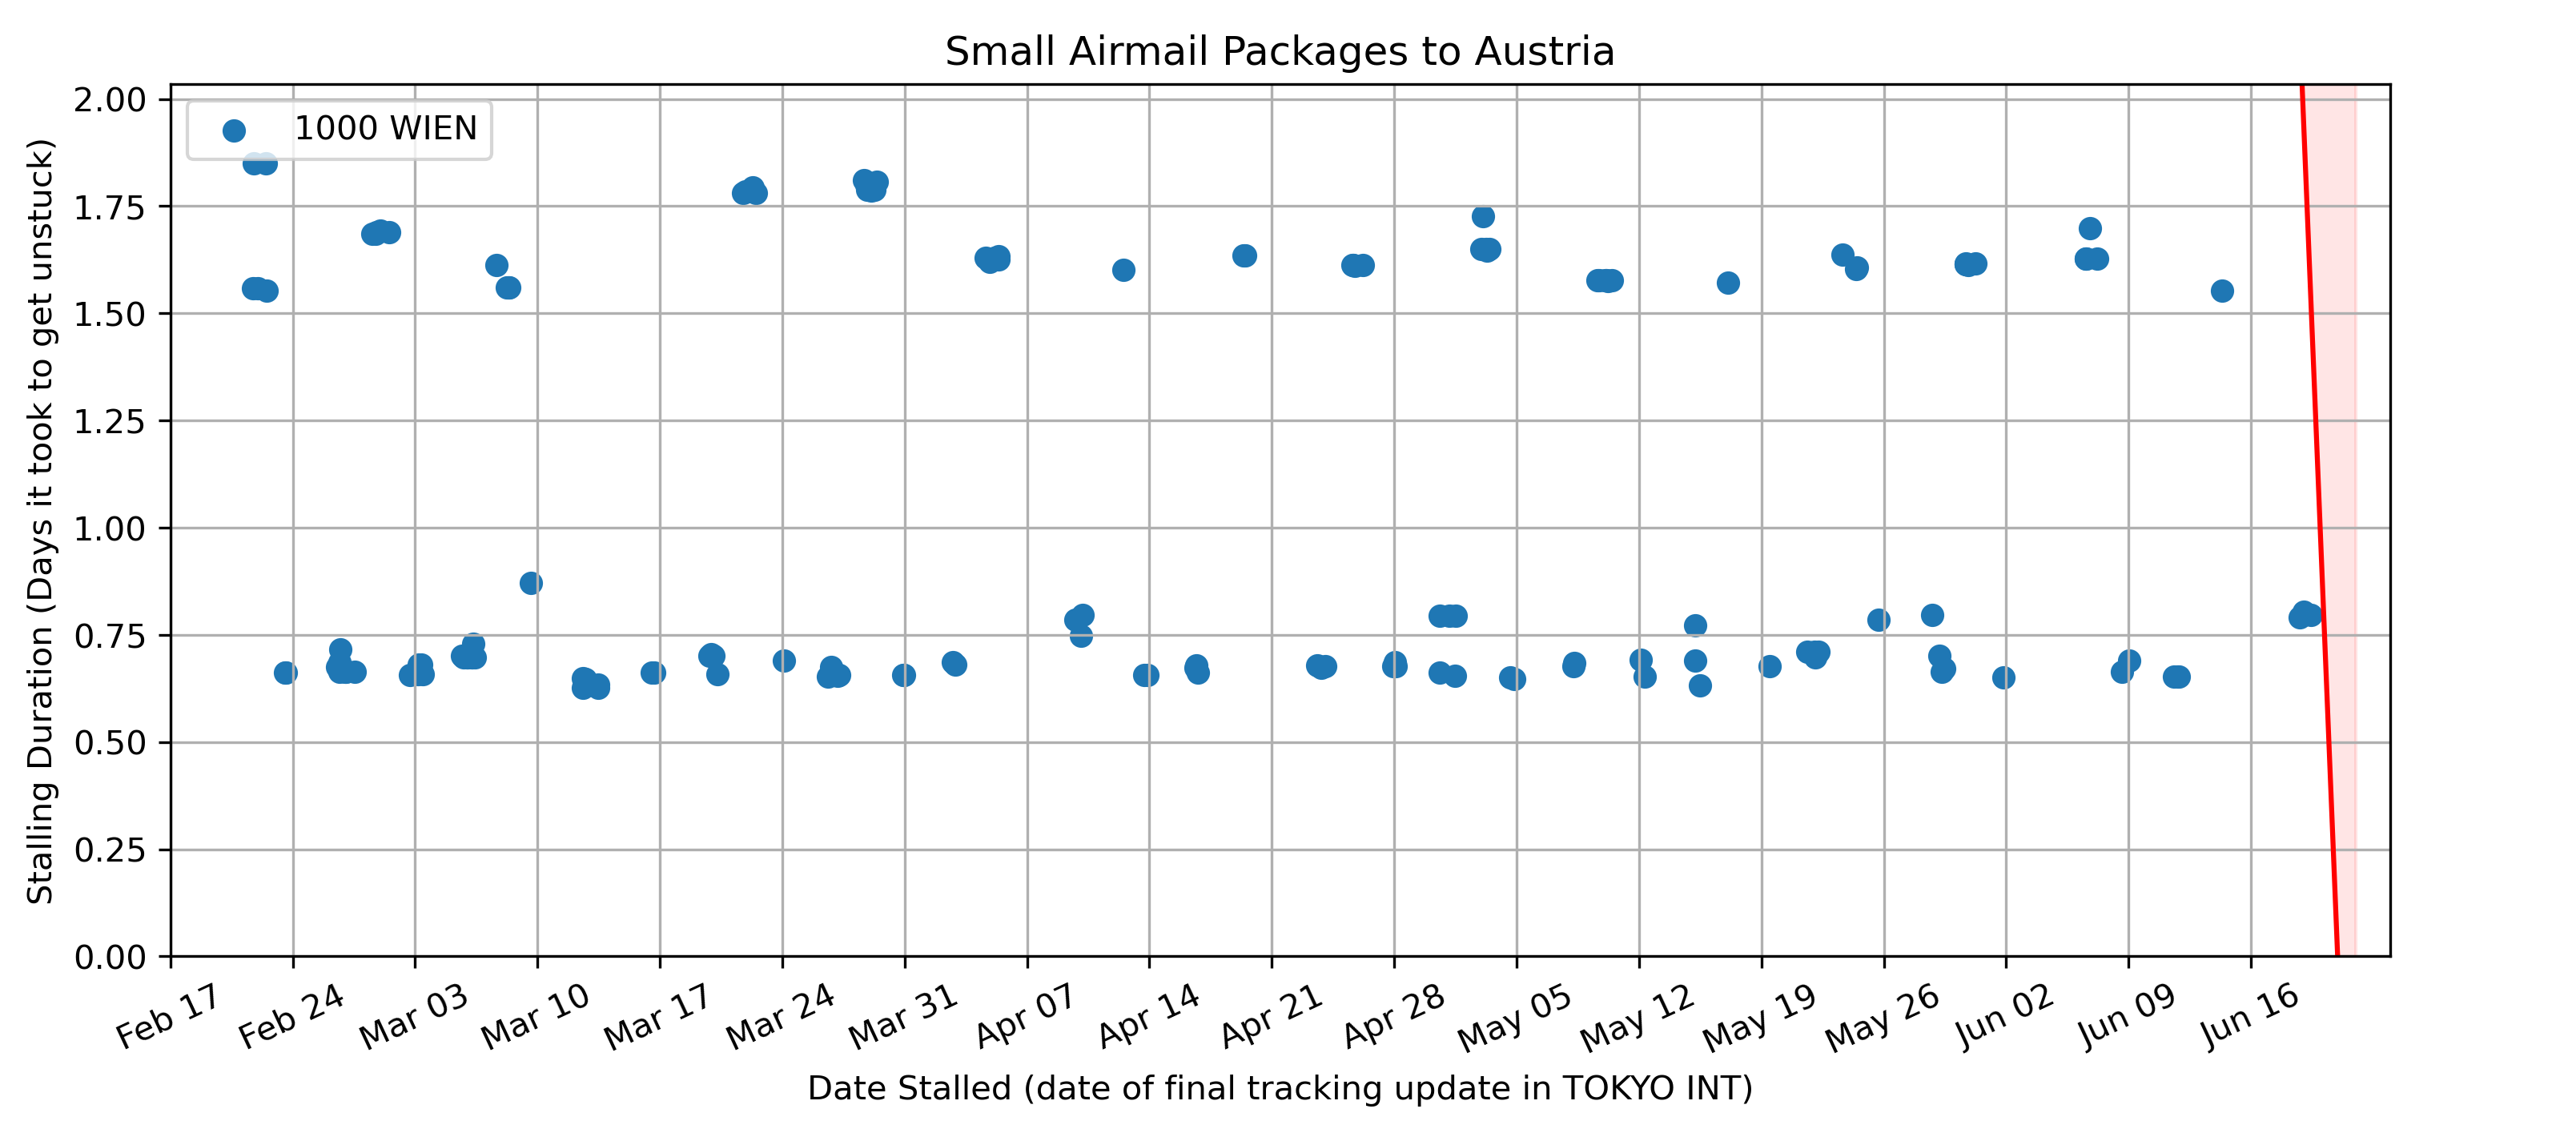 Small Airmail Packages to Austria
1000 WIEN
Stalling Duration (Days it took to get unstuck)
2.00
1.75
1.50
1.25
1.00
0.75
0.50
0.25
0.00
Feb 17 Feb 24 Mar 03 Mar 10 Mar 17 Mar 24 Mar 31 Apr 07 Apr 14 Apr 21 Apr 28 May 05 May 12 May 19 May 26 Jun 02 Jun 09 Jun 16
Date Stalled (date of final tracking update in TOKYO INT)